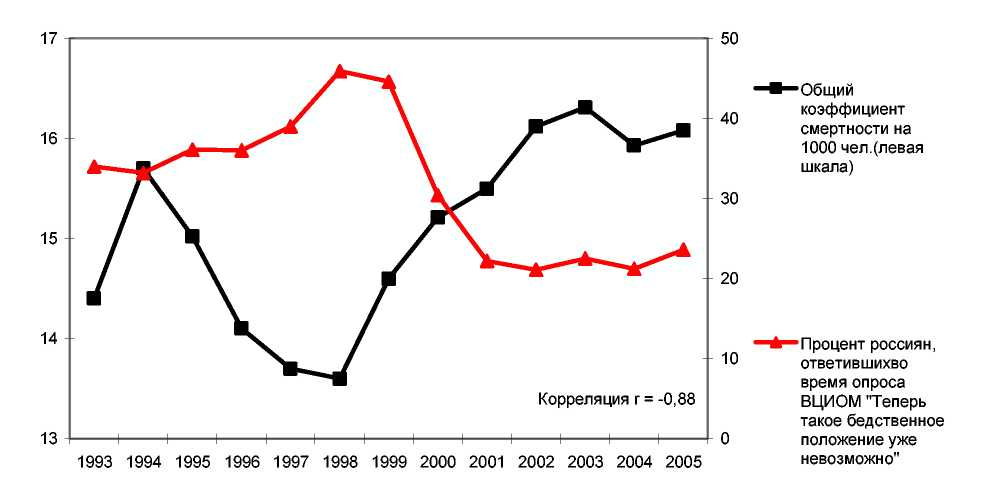 17
16
15
14
13
50
40
30
20
10
0
1993 1994 1995 1996 1997 1998 1999 2000 2001 2002 2003 2004 2005
Корреляция r = -0,88
Общий
коэффициент
смертности на
1000 чел.(левая
шкала)
Процент россиян,
ответившихво
время опроса
ВЦИОМ "Теперь
такое бедственное
положение уже
невозможно"